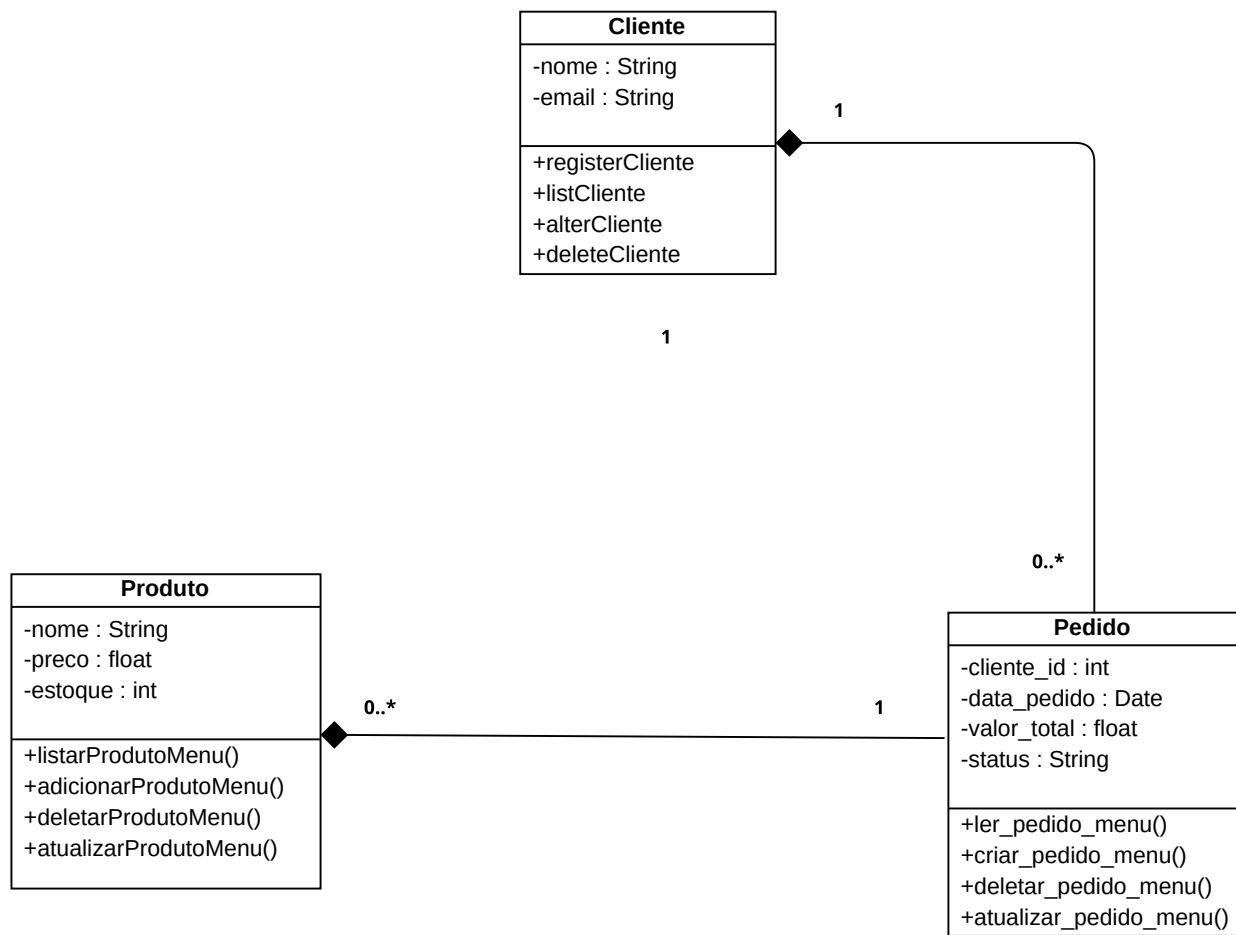 Cliente
-nome : String
-email : String
1
+registerCliente
+listCliente
+alterCliente
+deleteCliente
1
0..*
Produto
-nome : String
-preco : float
-estoque : int
0..*
1
+listarProdutoMenu()
+adicionarProdutoMenu()
+deletarProdutoMenu()
+atualizarProdutoMenu()
Pedido
-cliente_id : int
-data_pedido : Date
-valor_total : float
-status : String
+ler_pedido_menu()
+criar_pedido_menu()
+deletar_pedido_menu()
+atualizar_pedido_menu()